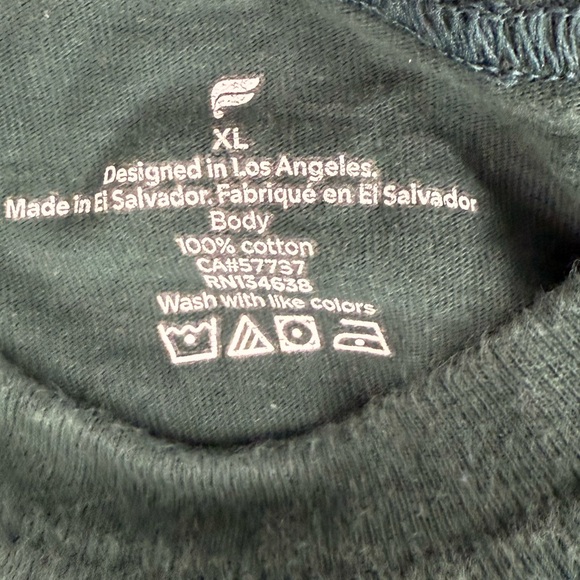 XL
Designed in Los Angeles.
Made in El Salvador. Fabriqué en El Salvador
Body
100% cotton
CA#57737
RN134638
Wash with like colors